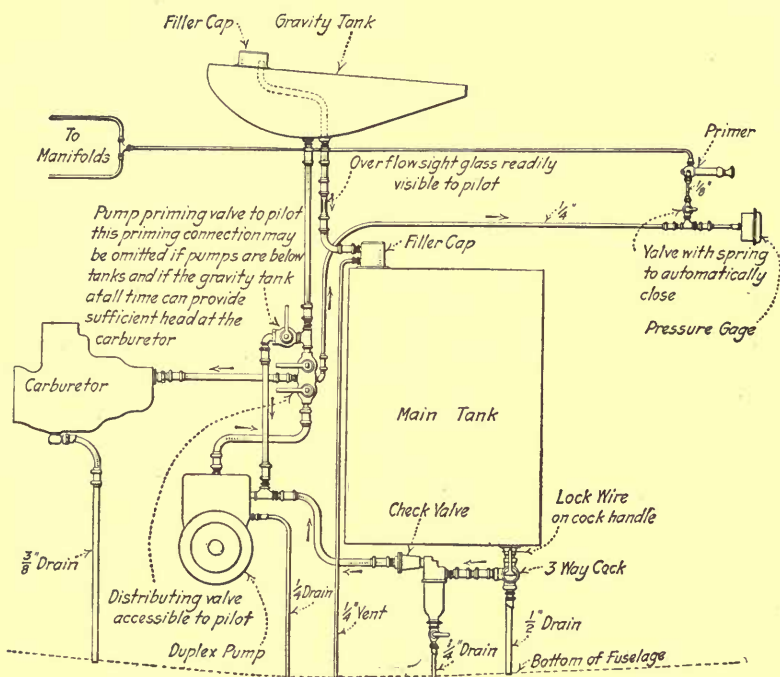 Filler Cap
Gravity Tank
To
Manifolds
Primer
1/8"
Overflow sight glass readily
visible to pilot
1/4"
Pump priming valve to pilot
this priming connection may
be omitted if pumps are below
tanks and if the gravity tank
at all time can provide
sufficient head at the
carburetor
Filler Cap
Valve with spring
to automatically
close
Pressure Gage
Carburetor
Main Tank
Check Valve
Lock Wire
on cock handle
3 Way Cock
3/8" Drain
Distributing valve
accessible to pilot
Duplex Pump
1/4 Drain
1/4" Vent
1/4" Drain
1/2" Drain
Bottom of Fuselage